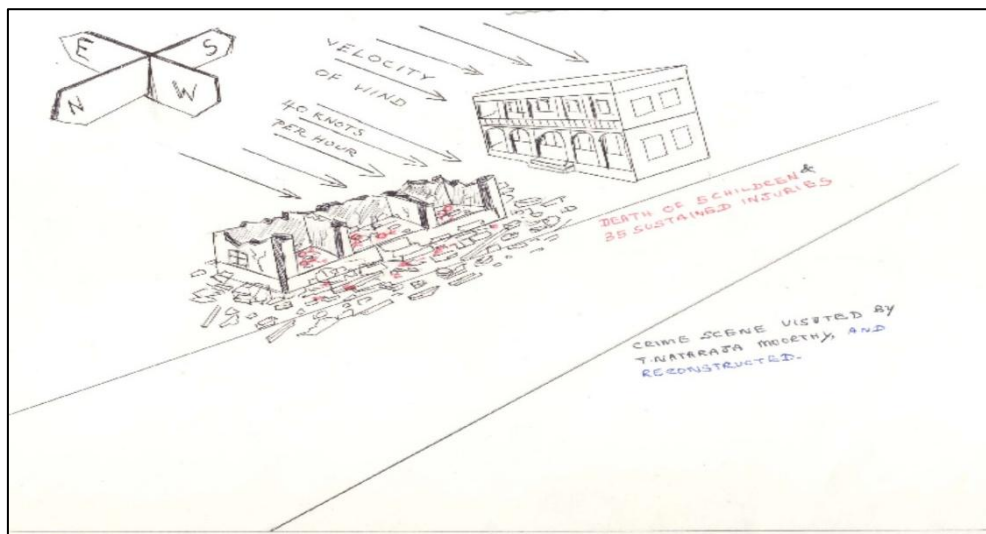 E
S
N
W
VELOCITY
OF WIND
40 KNOTS
PER HOUR
DEATH OF 5 CHILDREN &
35 SUSTAINED INJURIES
CRIME SCENE VISITED BY
T.NATARAJA MOORTHY, AND
RECONSTRUCTED.